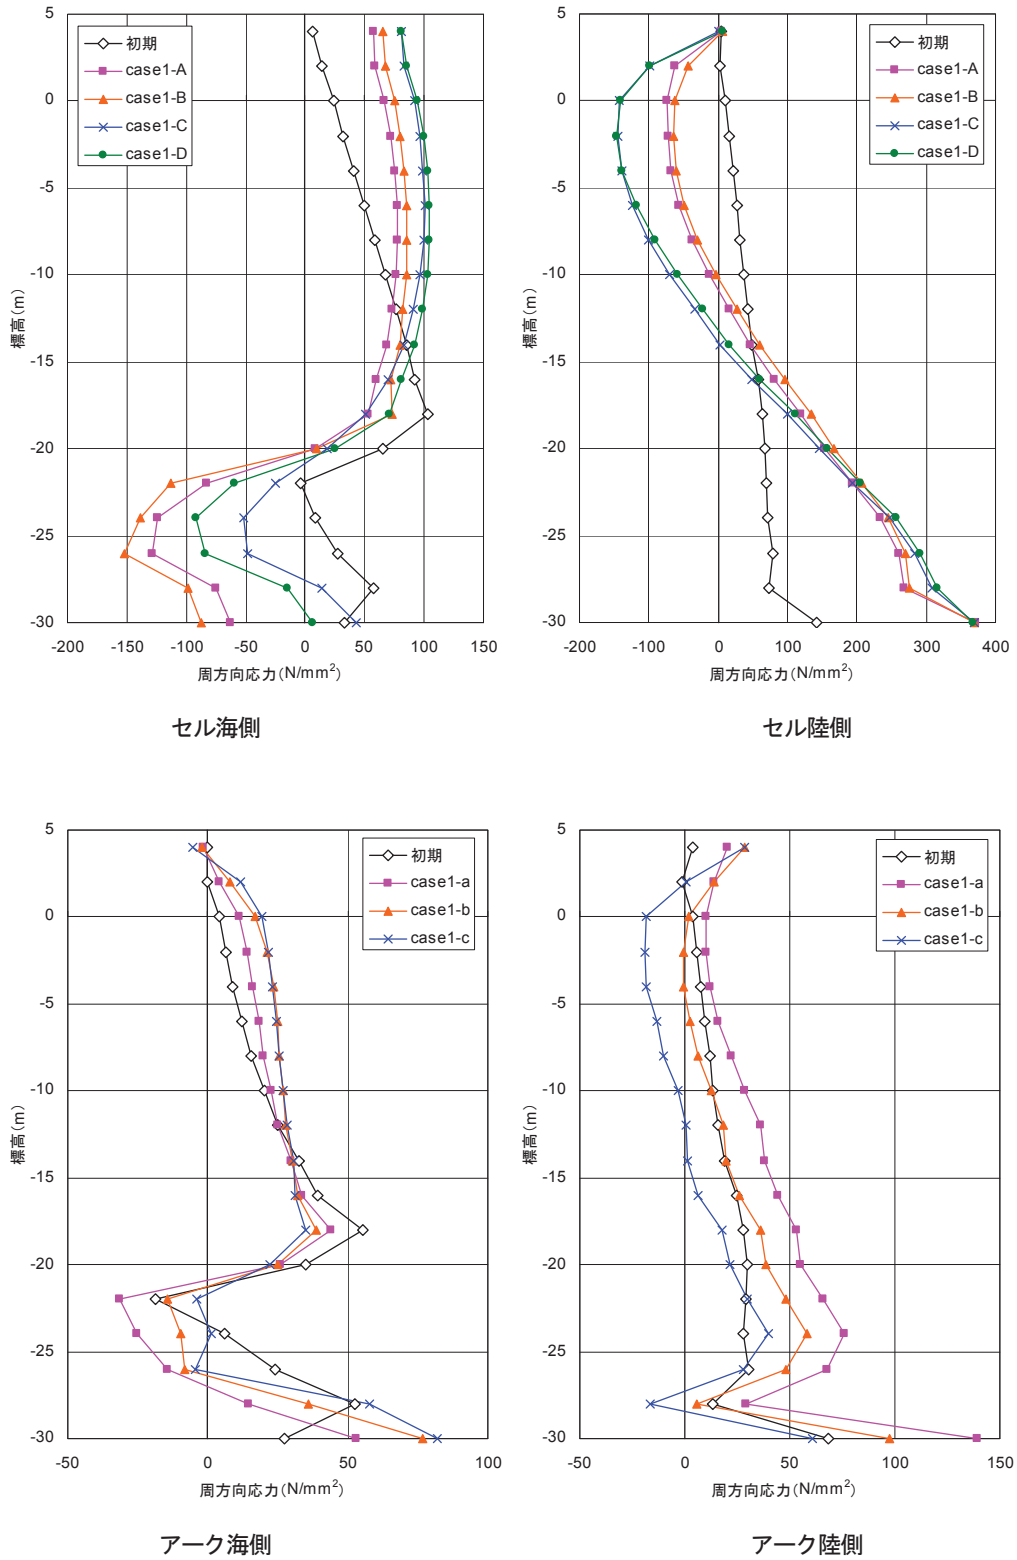 5
0
-5
-10
-15
-20
-25
-30
-200
-150
-100
-50
0
50
100
150
標高(m)
周方向応力(N/mm²)
初期
case1-A
case1-B
case1-C
case1-D
セル海側
5
0
-5
-10
-15
-20
-25
-30
-200
-100
0
100
200
300
400
標高(m)
周方向応力(N/mm²)
初期
case1-A
case1-B
case1-C
case1-D
セル陸側
5
0
-5
-10
-15
-20
-25
-30
-50
0
50
100
標高(m)
周方向応力(N/mm²)
初期
case1-a
case1-b
case1-c
アーク海側
5
0
-5
-10
-15
-20
-25
-30
-50
0
50
100
150
標高(m)
周方向応力(N/mm²)
初期
case1-a
case1-b
case1-c
アーク陸側